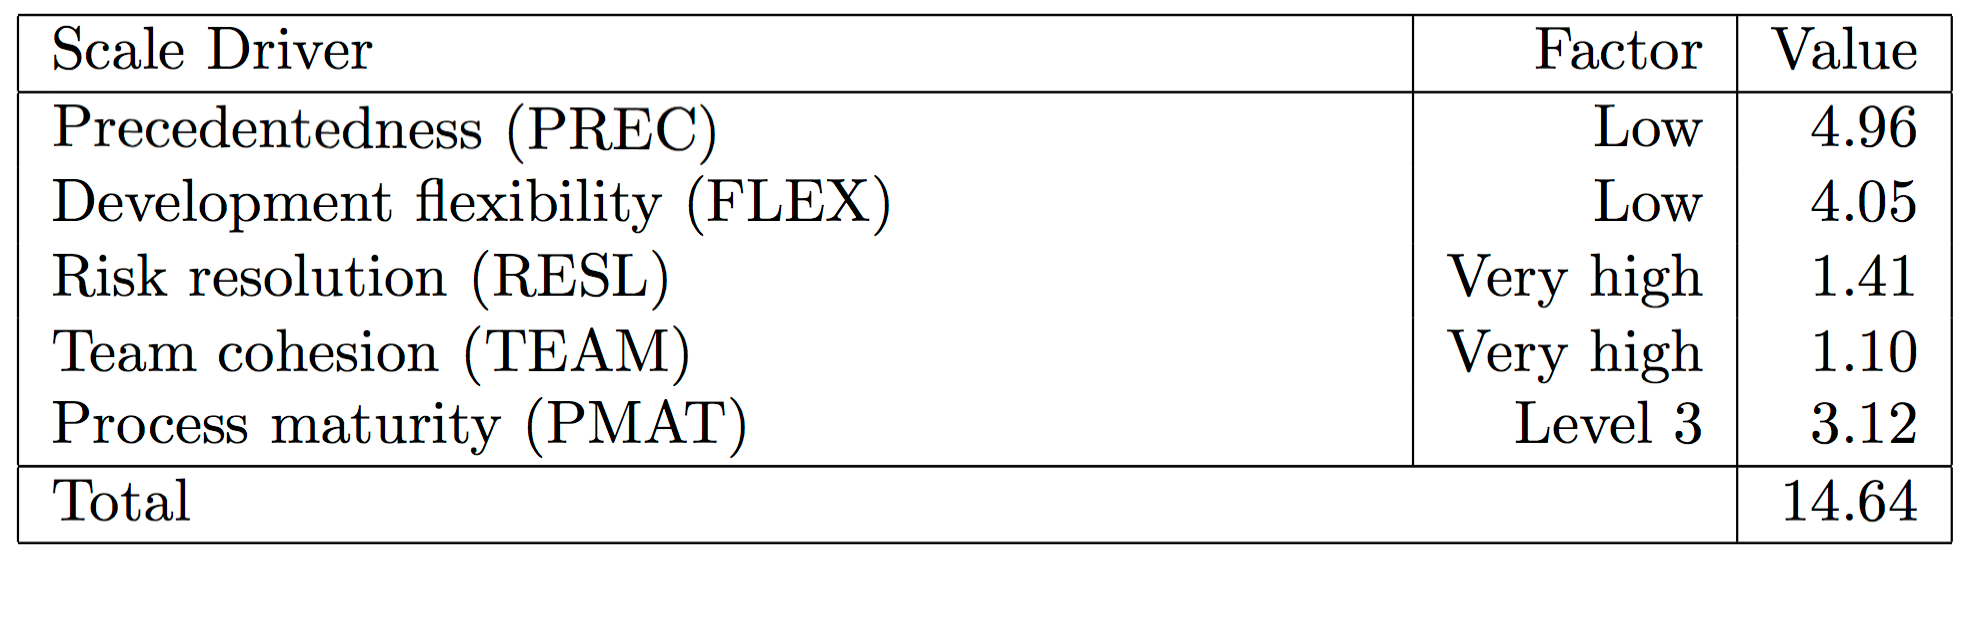 Scale Driver Factor Value
Precedentedness (PREC) Low 4.96
Development flexibility (FLEX) Low 4.05
Risk resolution (RESL) Very high 1.41
Team cohesion (TEAM) Very high 1.10
Process maturity (PMAT) Level 3 3.12
Total 14.64